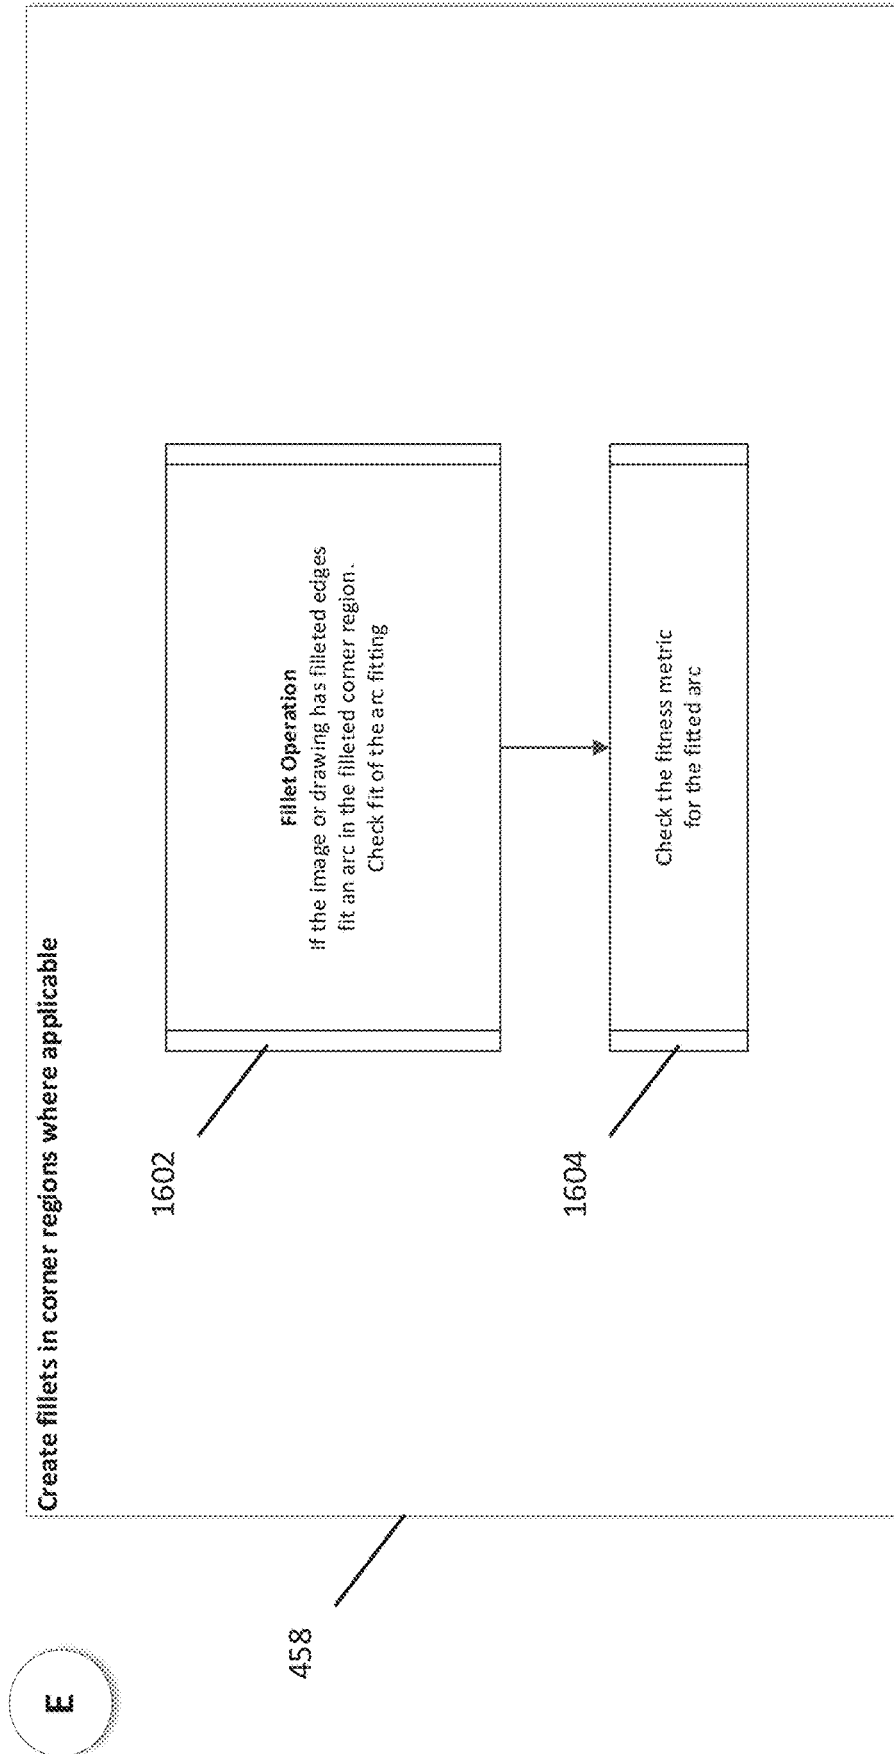 E
458
Create fillets in corner regions where applicable
1602
Fillet Operation
If the image or drawing has filleted edges
fit an arc in the filleted corner region.
Check fit of the arc fitting
1604
Check the fitness metric
for the fitted arc